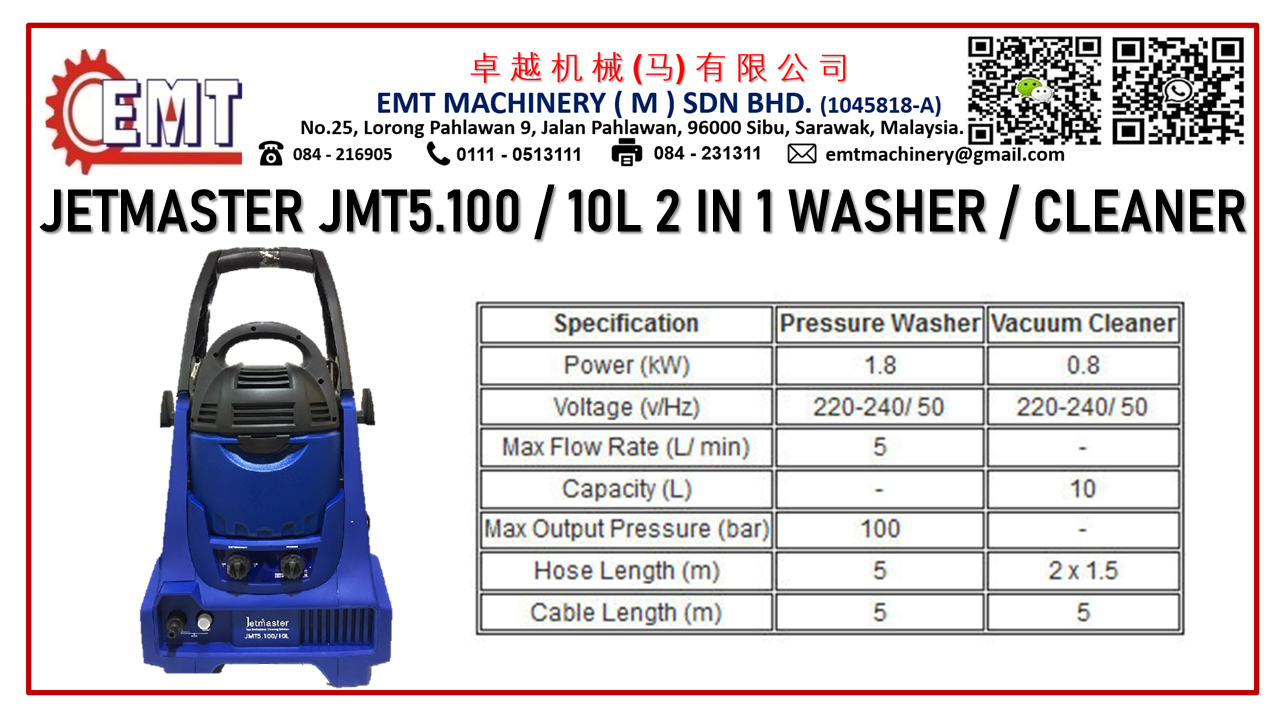 EMT
卓越机械(马)有限公司
EMT MACHINERY ( M ) SDN BHD. (1045818-A)
No.25, Lorong Pahlawan 9, Jalan Pahlawan, 96000 Sibu, Sarawak, Malaysia.
084 - 216905 0111 - 0513111 084 - 231311 emtmachinery@gmail.com
JETMASTER JMT5.100 / 10L 2 IN 1 WASHER / CLEANER
Specification Pressure Washer Vacuum Cleaner
Power (kW) 1.8 0.8
Voltage (v/Hz) 220-240/ 50 220-240/ 50
Max Flow Rate (L/ min) 5 -
Capacity (L) - 10
Max Output Pressure (bar) 100 -
Hose Length (m) 5 2 x 1.5
Cable Length (m) 5 5
Jetmaster
JMT5.100/10L